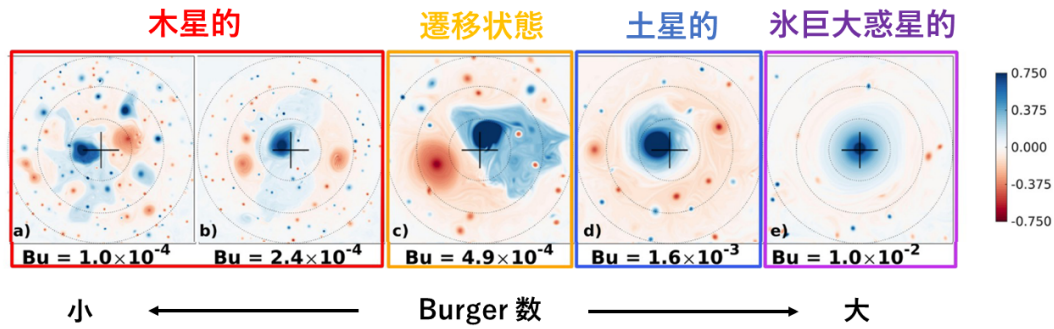 木星的 遷移状態 土星的 氷巨大惑星的
a) b) c) d) e)
0.750
0.375
0.000
-0.375
-0.750
Bu = 1.0×10⁻⁴ Bu = 2.4×10⁻⁴ Bu = 4.9×10⁻⁴ Bu = 1.6×10⁻³ Bu = 1.0×10⁻²
小 Burger 数 大